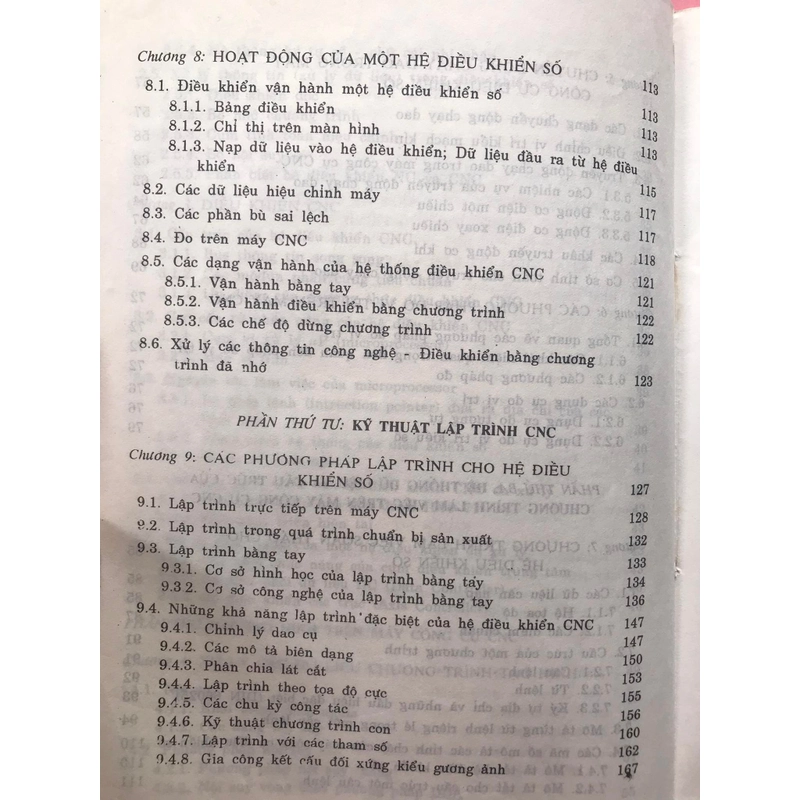 Chương 8: HOẠT ĐỘNG CỦA MỘT HỆ ĐIỀU KHIỂN SỐ 113
8.1. Điều khiển vận hành một hệ điều khiển số 113
8.1.1. Bảng điều khiển 113
8.1.2. Chỉ thị trên màn hình 113
8.1.3. Nạp dữ liệu vào hệ điều khiển; Dữ liệu đầu ra từ hệ điều
khiển 115
8.2. Các dữ liệu hiệu chỉnh máy 117
8.3. Các phần bù sai lệch 117
8.4. Đo trên máy CNC 118
8.5. Các dạng vận hành của hệ thống điều khiển CNC 121
8.5.1. Vận hành bằng tay 121
8.5.2. Vận hành điều khiển bằng chương trình 122
8.5.3. Các chế độ dừng chương trình 122
8.6. Xử lý các thông tin công nghệ - Điều khiển bằng chương
trình đã nhớ 123
PHẦN THỨ TƯ: KỸ THUẬT LẬP TRÌNH CNC
Chương 9: CÁC PHƯƠNG PHÁP LẬP TRÌNH CHO HỆ ĐIỀU
KHIỂN SỐ 127
9.1. Lập trình trực tiếp trên máy CNC 128
9.2. Lập trình trong quá trình chuẩn bị sản xuất 132
9.3. Lập trình bằng tay 133
9.3.1. Cơ sở hình học của lập trình bằng tay 134
9.3.2. Cơ sở công nghệ của lập trình bằng tay 136
9.4. Những khả năng lập trình đặc biệt của hệ điều khiển CNC 147
9.4.1. Chỉnh lý dao cụ 147
9.4.2. Các mô tả biên dạng 150
9.4.3. Phân chia lát cắt 153
9.4.4. Lập trình theo tọa độ cực 155
9.4.5. Các chu kỳ công tác 156
9.4.6. Kỹ thuật chương trình con 160
9.4.7. Lập trình với các tham số 162
9.4.8. Gia công kết cấu đối xứng kiểu gương ảnh 167